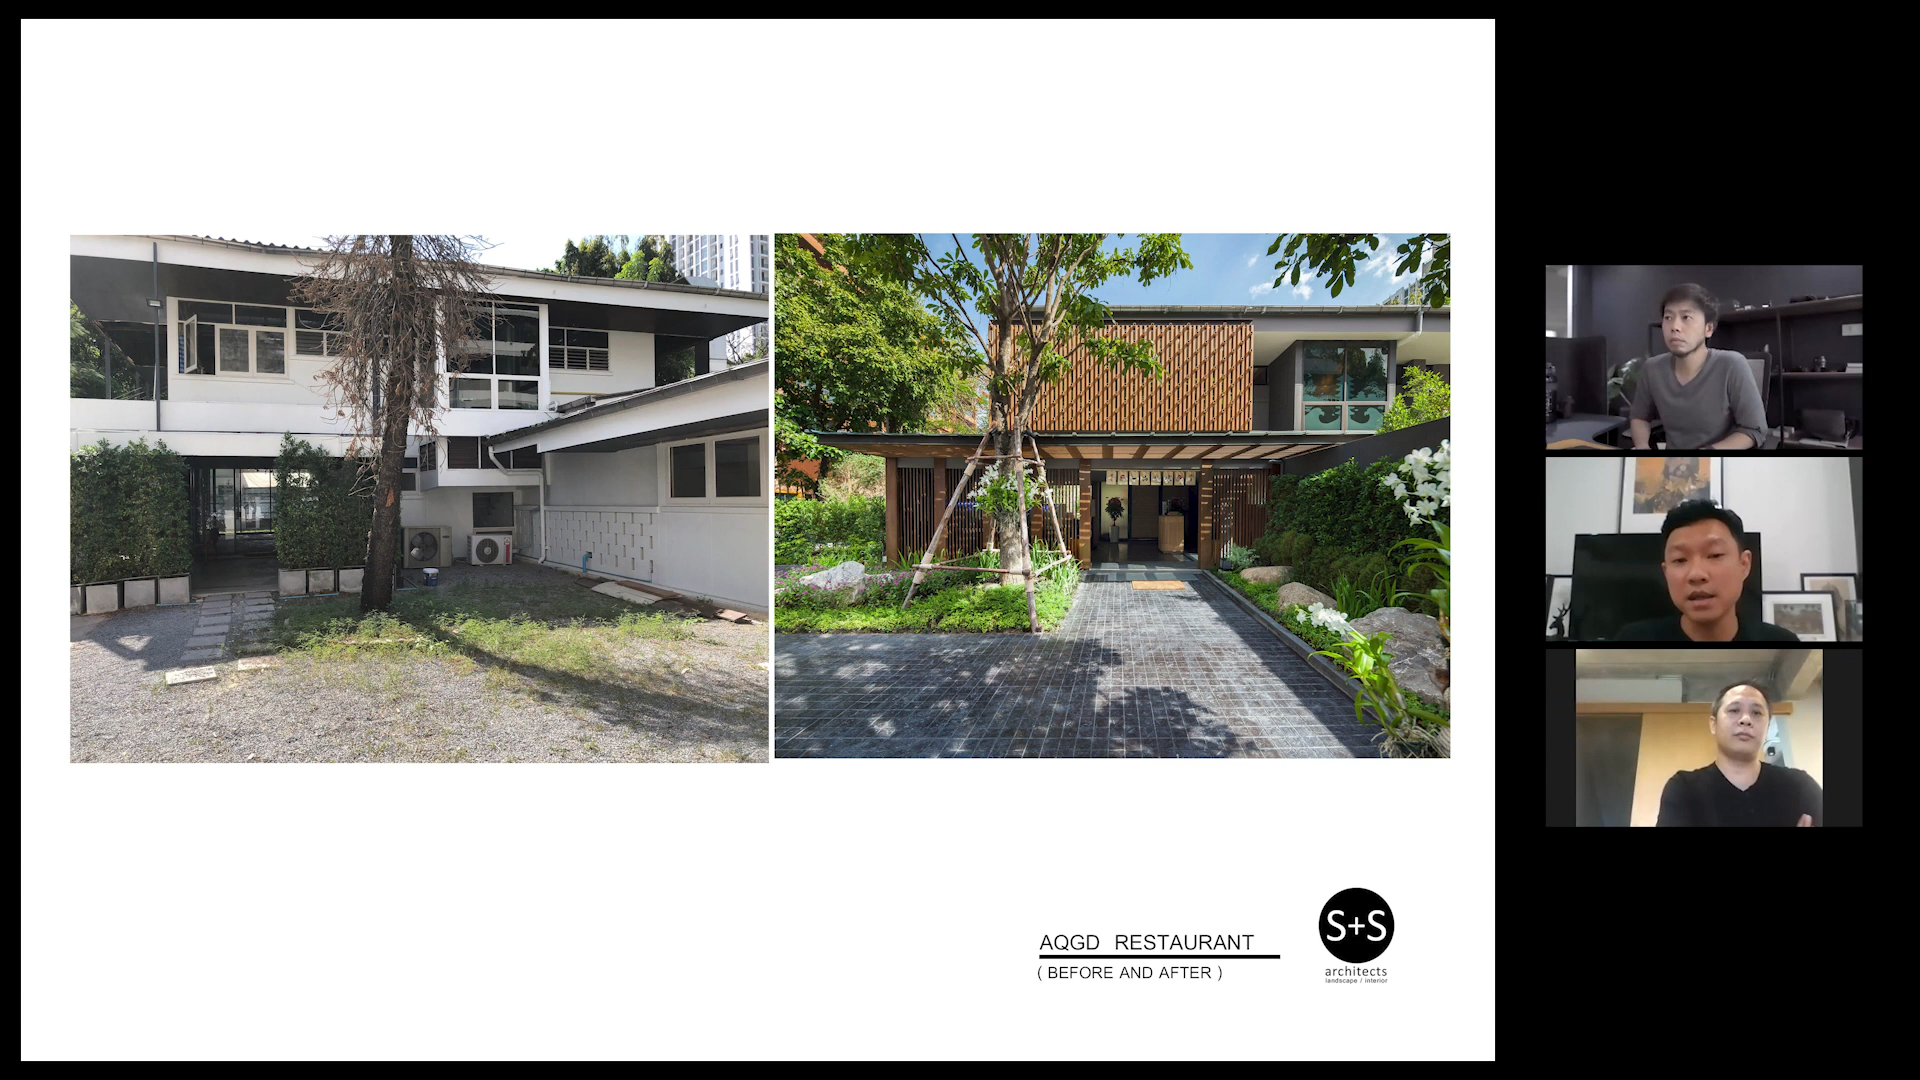 AQGD RESTAURANT
( BEFORE AND AFTER )
S+S
architects
landscape / interior